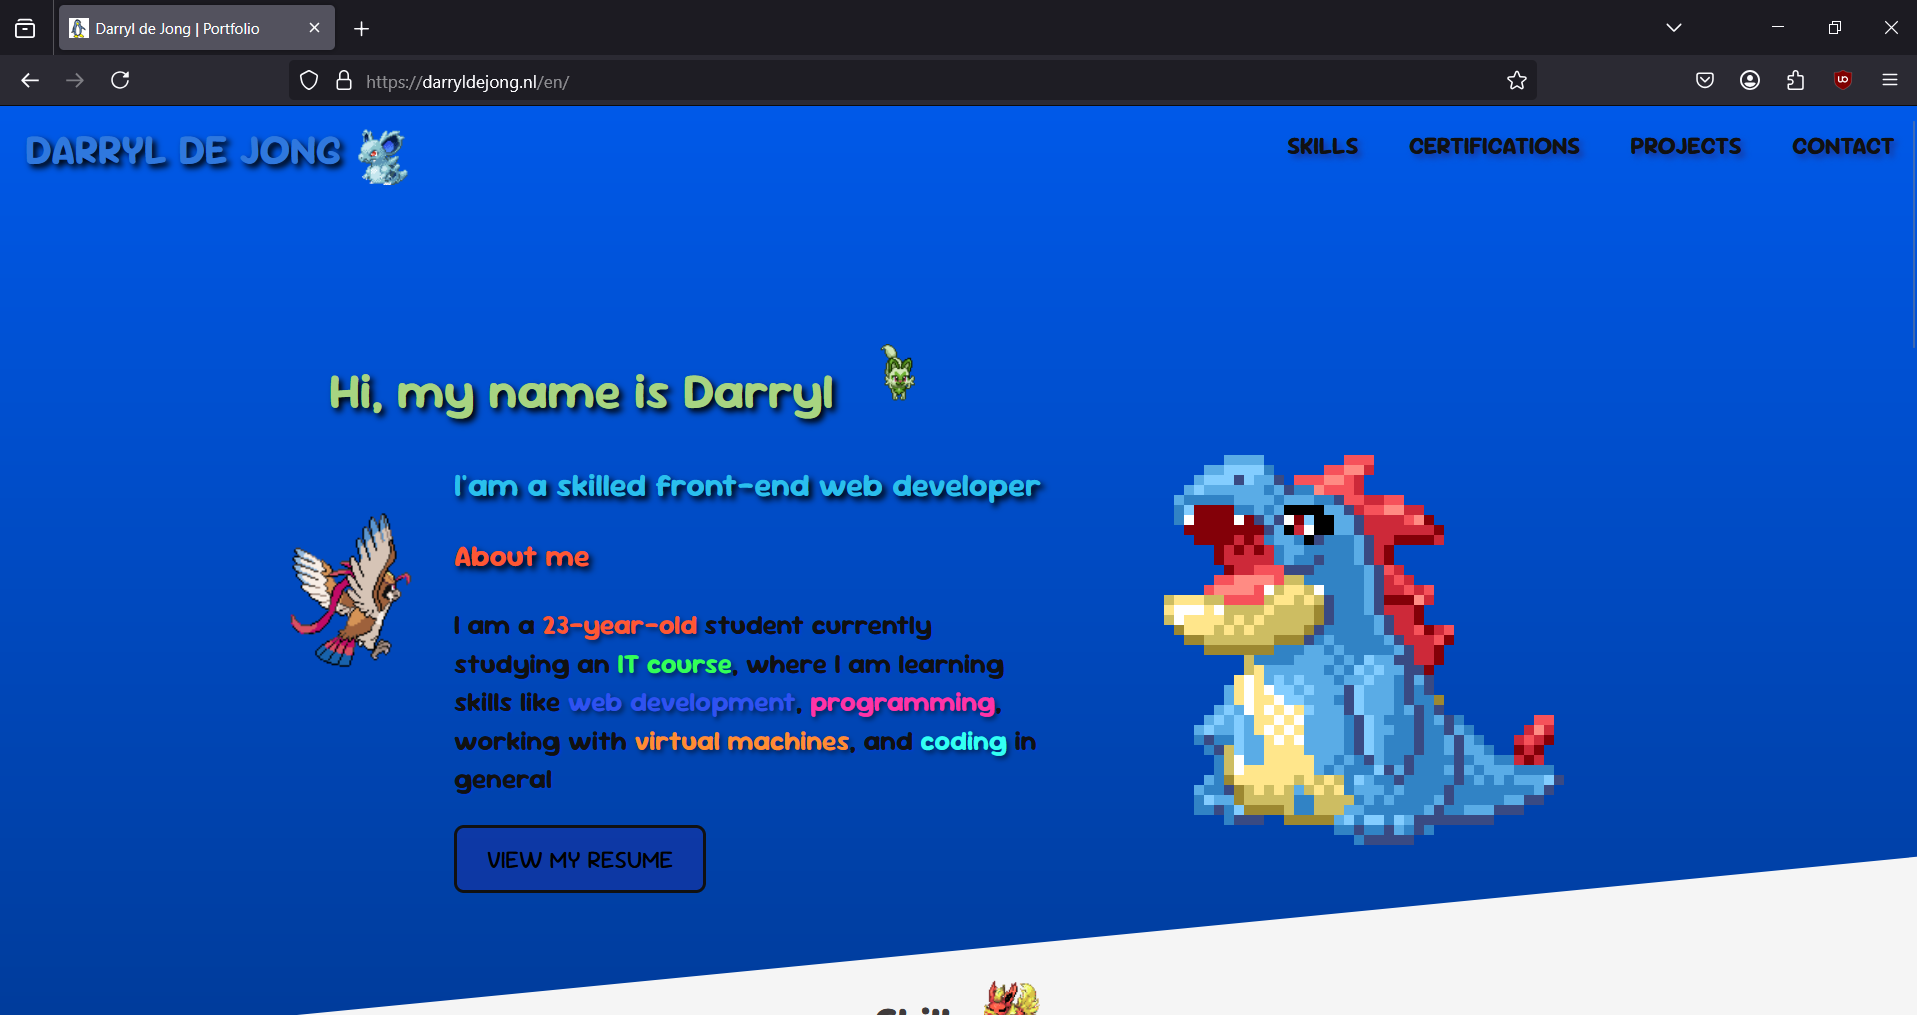 Darryl de Jong | Portfolio
https://darryldejong.nl/en/
DARRYL DE JONG
SKILLS CERTIFICATIONS PROJECTS CONTACT
Hi, my name is Darryl
I'am a skilled front-end web developer
About me
I am a 23-year-old student currently
studying an IT course, where I am learning
skills like web development, programming,
working with virtual machines, and coding in
general
VIEW MY RESUME